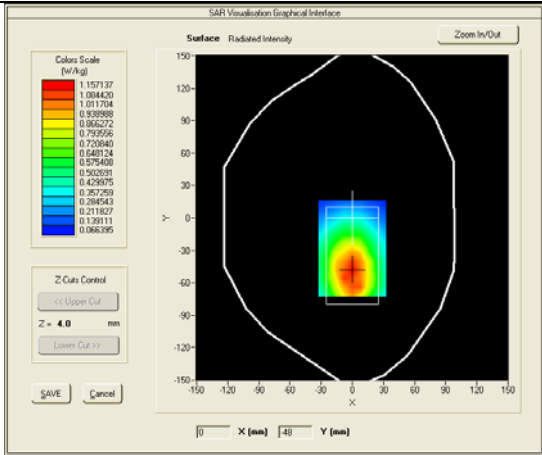 SAR Visualisation Graphical Interface
Surface Radiated Intensity
Zoom In/Out
Colors Scale
(W/kg)
1.157137
1.084420
1.011704
0.938988
0.866272
0.793556
0.720840
0.648124
0.575408
0.502691
0.429975
0.357259
0.284543
0.211827
0.139111
0.066395
150
120
90
60
30
0
-30
-60
-90
-120
-150
Y
-150 -120 -90 -60 -30 0 30 60 90 120 150
X
Z-Cuts Control
<< Upper Cut
Z = 4.0 mm
Lower Cut >>
SAVE Cancel
0 X (mm) -48 Y (mm)